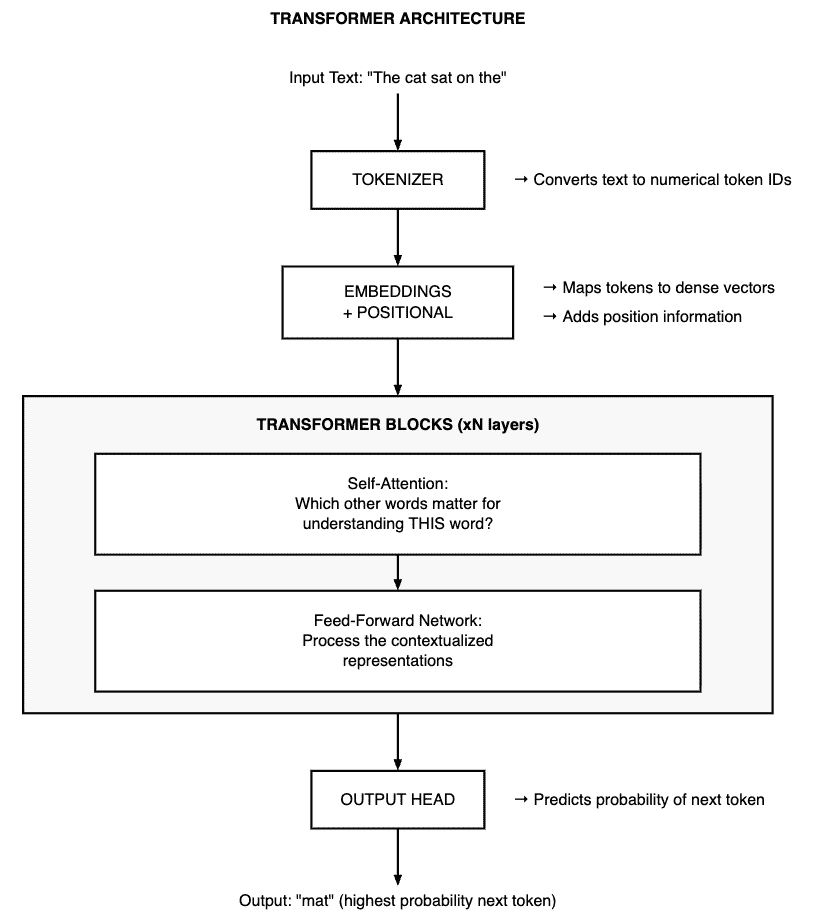 TRANSFORMER ARCHITECTURE
Input Text: "The cat sat on the"
TOKENIZER
→ Converts text to numerical token IDs
EMBEDDINGS
+ POSITIONAL
→ Maps tokens to dense vectors
→ Adds position information
TRANSFORMER BLOCKS (xN layers)
Self-Attention:
Which other words matter for
understanding THIS word?
Feed-Forward Network:
Process the contextualized
representations
OUTPUT HEAD
→ Predicts probability of next token
Output: "mat" (highest probability next token)